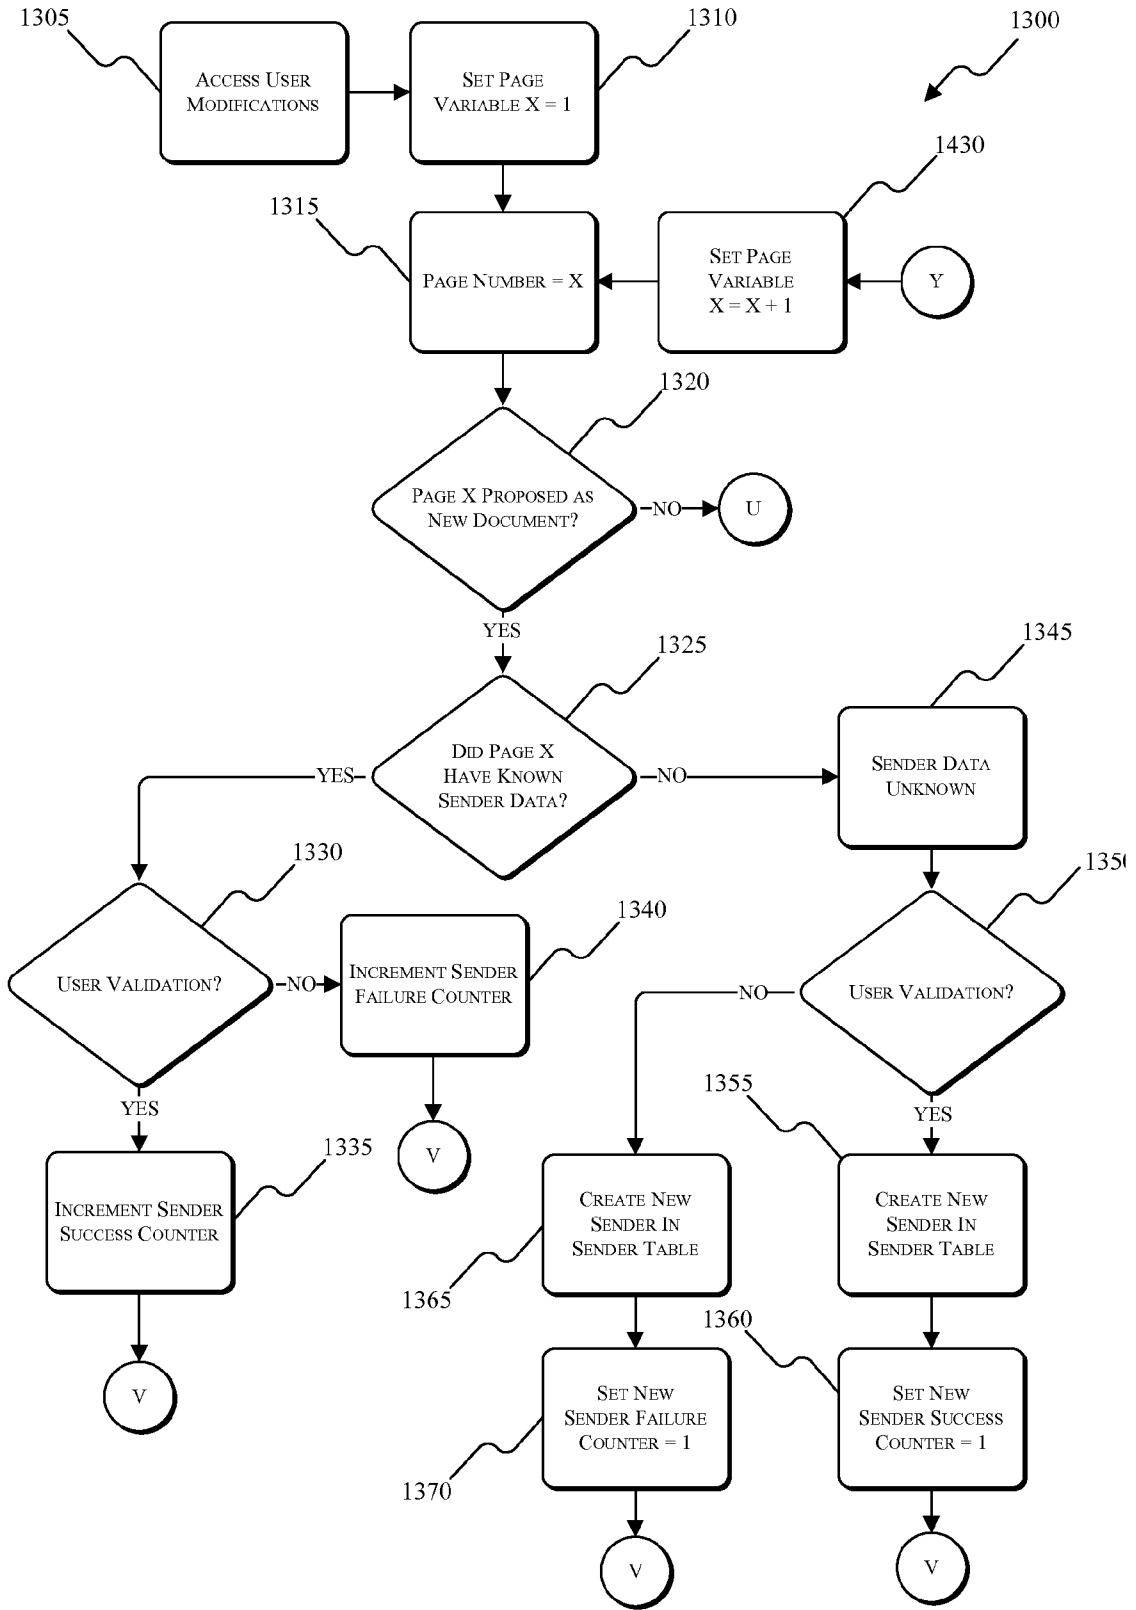 1305
1310
1300
ACCESS USER
MODIFICATIONS
SET PAGE
VARIABLE X = 1
1430
1315
PAGE NUMBER = X
SET PAGE
VARIABLE
X = X + 1
Y
1320
PAGE X PROPOSED AS
NEW DOCUMENT?
NO
U
YES
1325
1345
DID PAGE X
HAVE KNOWN
SENDER DATA?
YES
NO
SENDER DATA
UNKNOWN
1330
1350
1340
USER VALIDATION?
NO
INCREMENT SENDER
FAILURE COUNTER
NO
USER VALIDATION?
YES
1355
YES
1335
V
INCREMENT SENDER
SUCCESS COUNTER
CREATE NEW
SENDER IN
SENDER TABLE
CREATE NEW
SENDER IN
SENDER TABLE
1365
1360
V
SET NEW
SENDER FAILURE
COUNTER = 1
SET NEW
SENDER SUCCESS
COUNTER = 1
1370
V
V